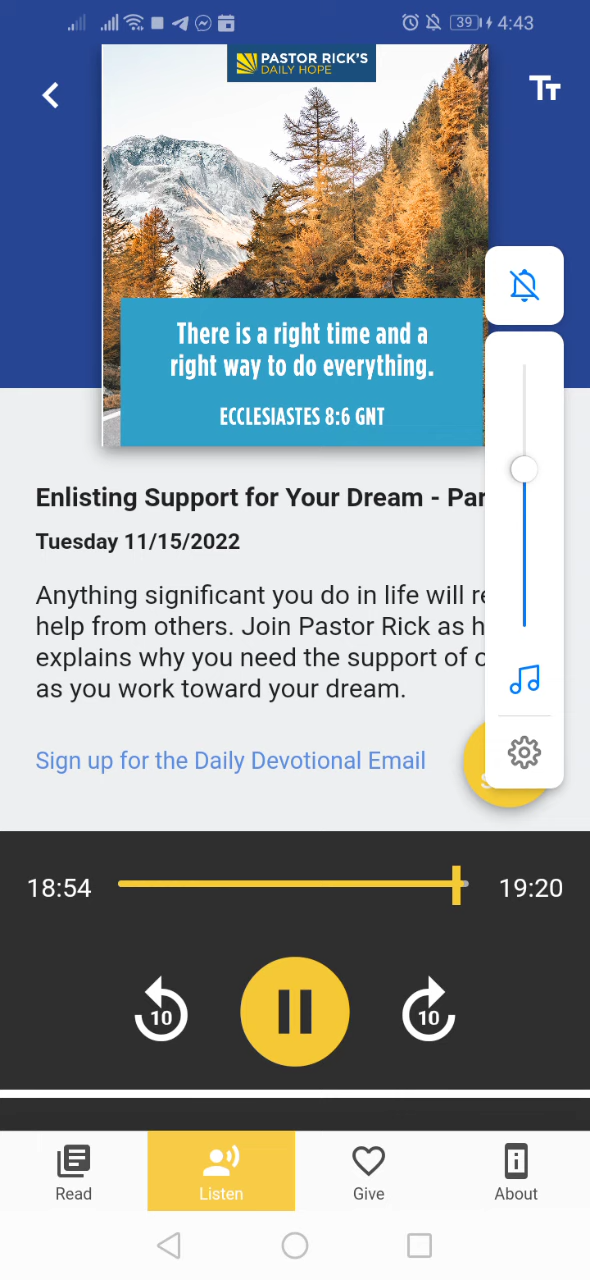 39 4:43
PASTOR RICK'S
DAILY HOPE
There is a right time and a
right way to do everything.
ECCLESIASTES 8:6 GNT
Enlisting Support for Your Dream - Par
Tuesday 11/15/2022
Anything significant you do in life will re
help from others. Join Pastor Rick as h
explains why you need the support of
as you work toward your dream.
Sign up for the Daily Devotional Email
18:54 19:20
10 10
Read Listen Give About